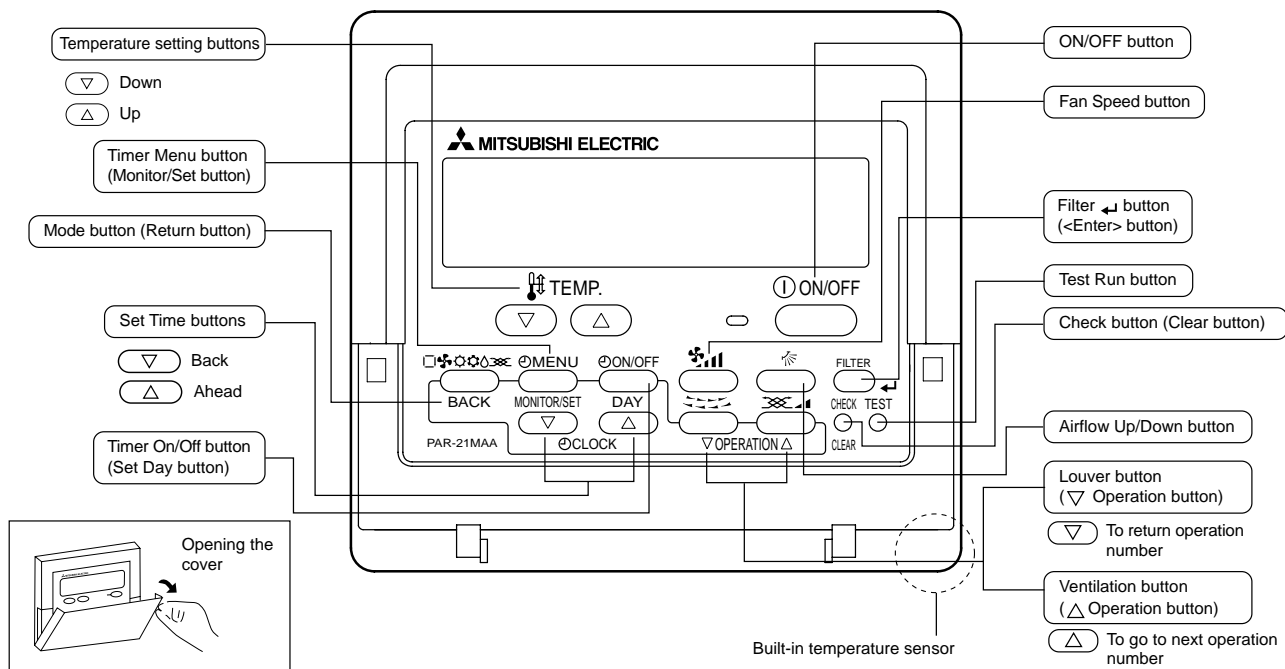 Temperature setting buttons
▽ Down
△ Up
Timer Menu button
(Monitor/Set button)
Mode button (Return button)
Set Time buttons
▽ Back
△ Ahead
Timer On/Off button
(Set Day button)
Opening the
cover
MITSUBISHI ELECTRIC
TEMP.
ON/OFF
▽ △
MENU ON/OFF FILTER
BACK MONITOR/SET DAY CHECK TEST
▽ △
PAR-21MAA CLOCK ▽ OPERATION △ CLEAR
ON/OFF button
Fan Speed button
Filter ↵ button
(<Enter> button)
Test Run button
Check button (Clear button)
Airflow Up/Down button
Louver button
(▽ Operation button)
▽ To return operation
number
Ventilation button
(△ Operation button)
△ To go to next operation
number
Built-in temperature sensor